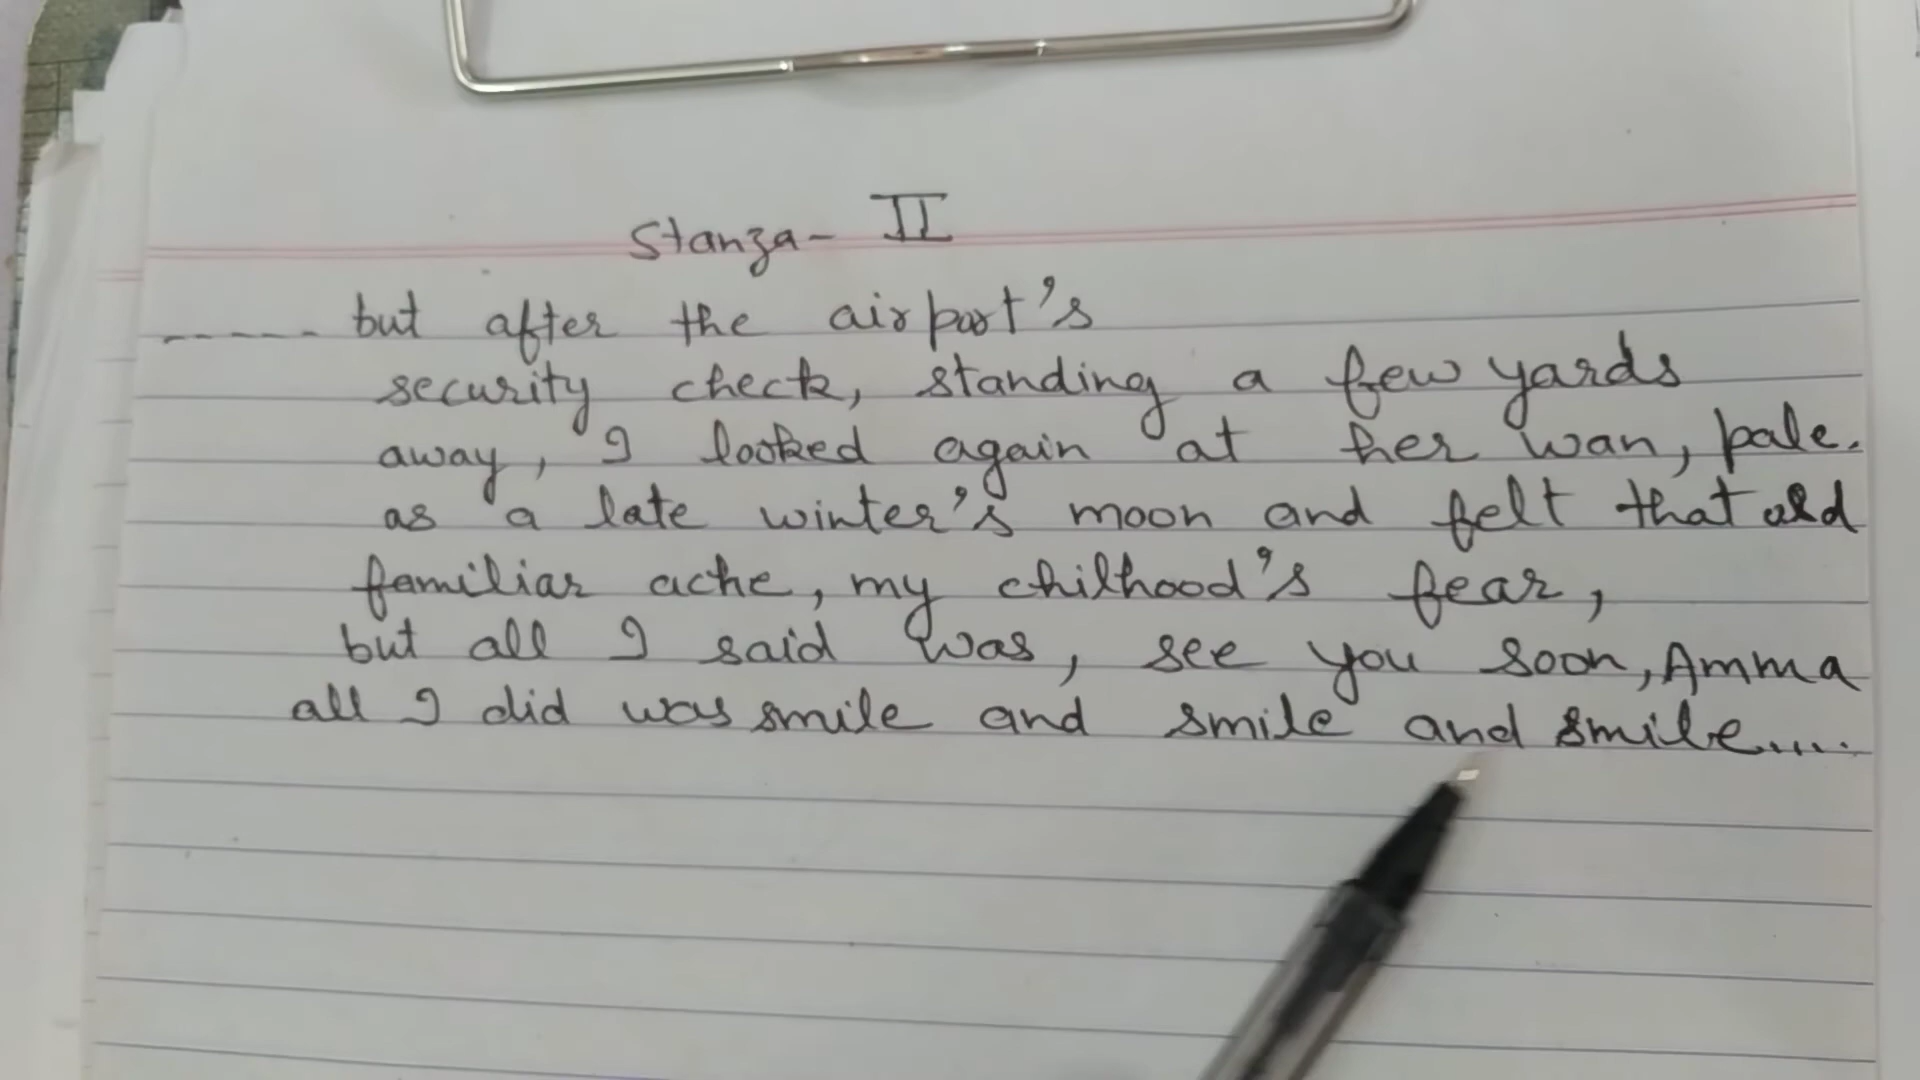 Stanza- II
----- but after the airport's
security check, standing a few yards
away, I looked again at her wan, pale.
as a late winter's moon and felt that old
familiar ache, my chilhood's fear,
but all I said was, see you soon, Amma
all I did was smile and smile and smile.....